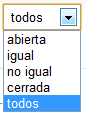 todos
abierta
igual
no igual
cerrada
todos